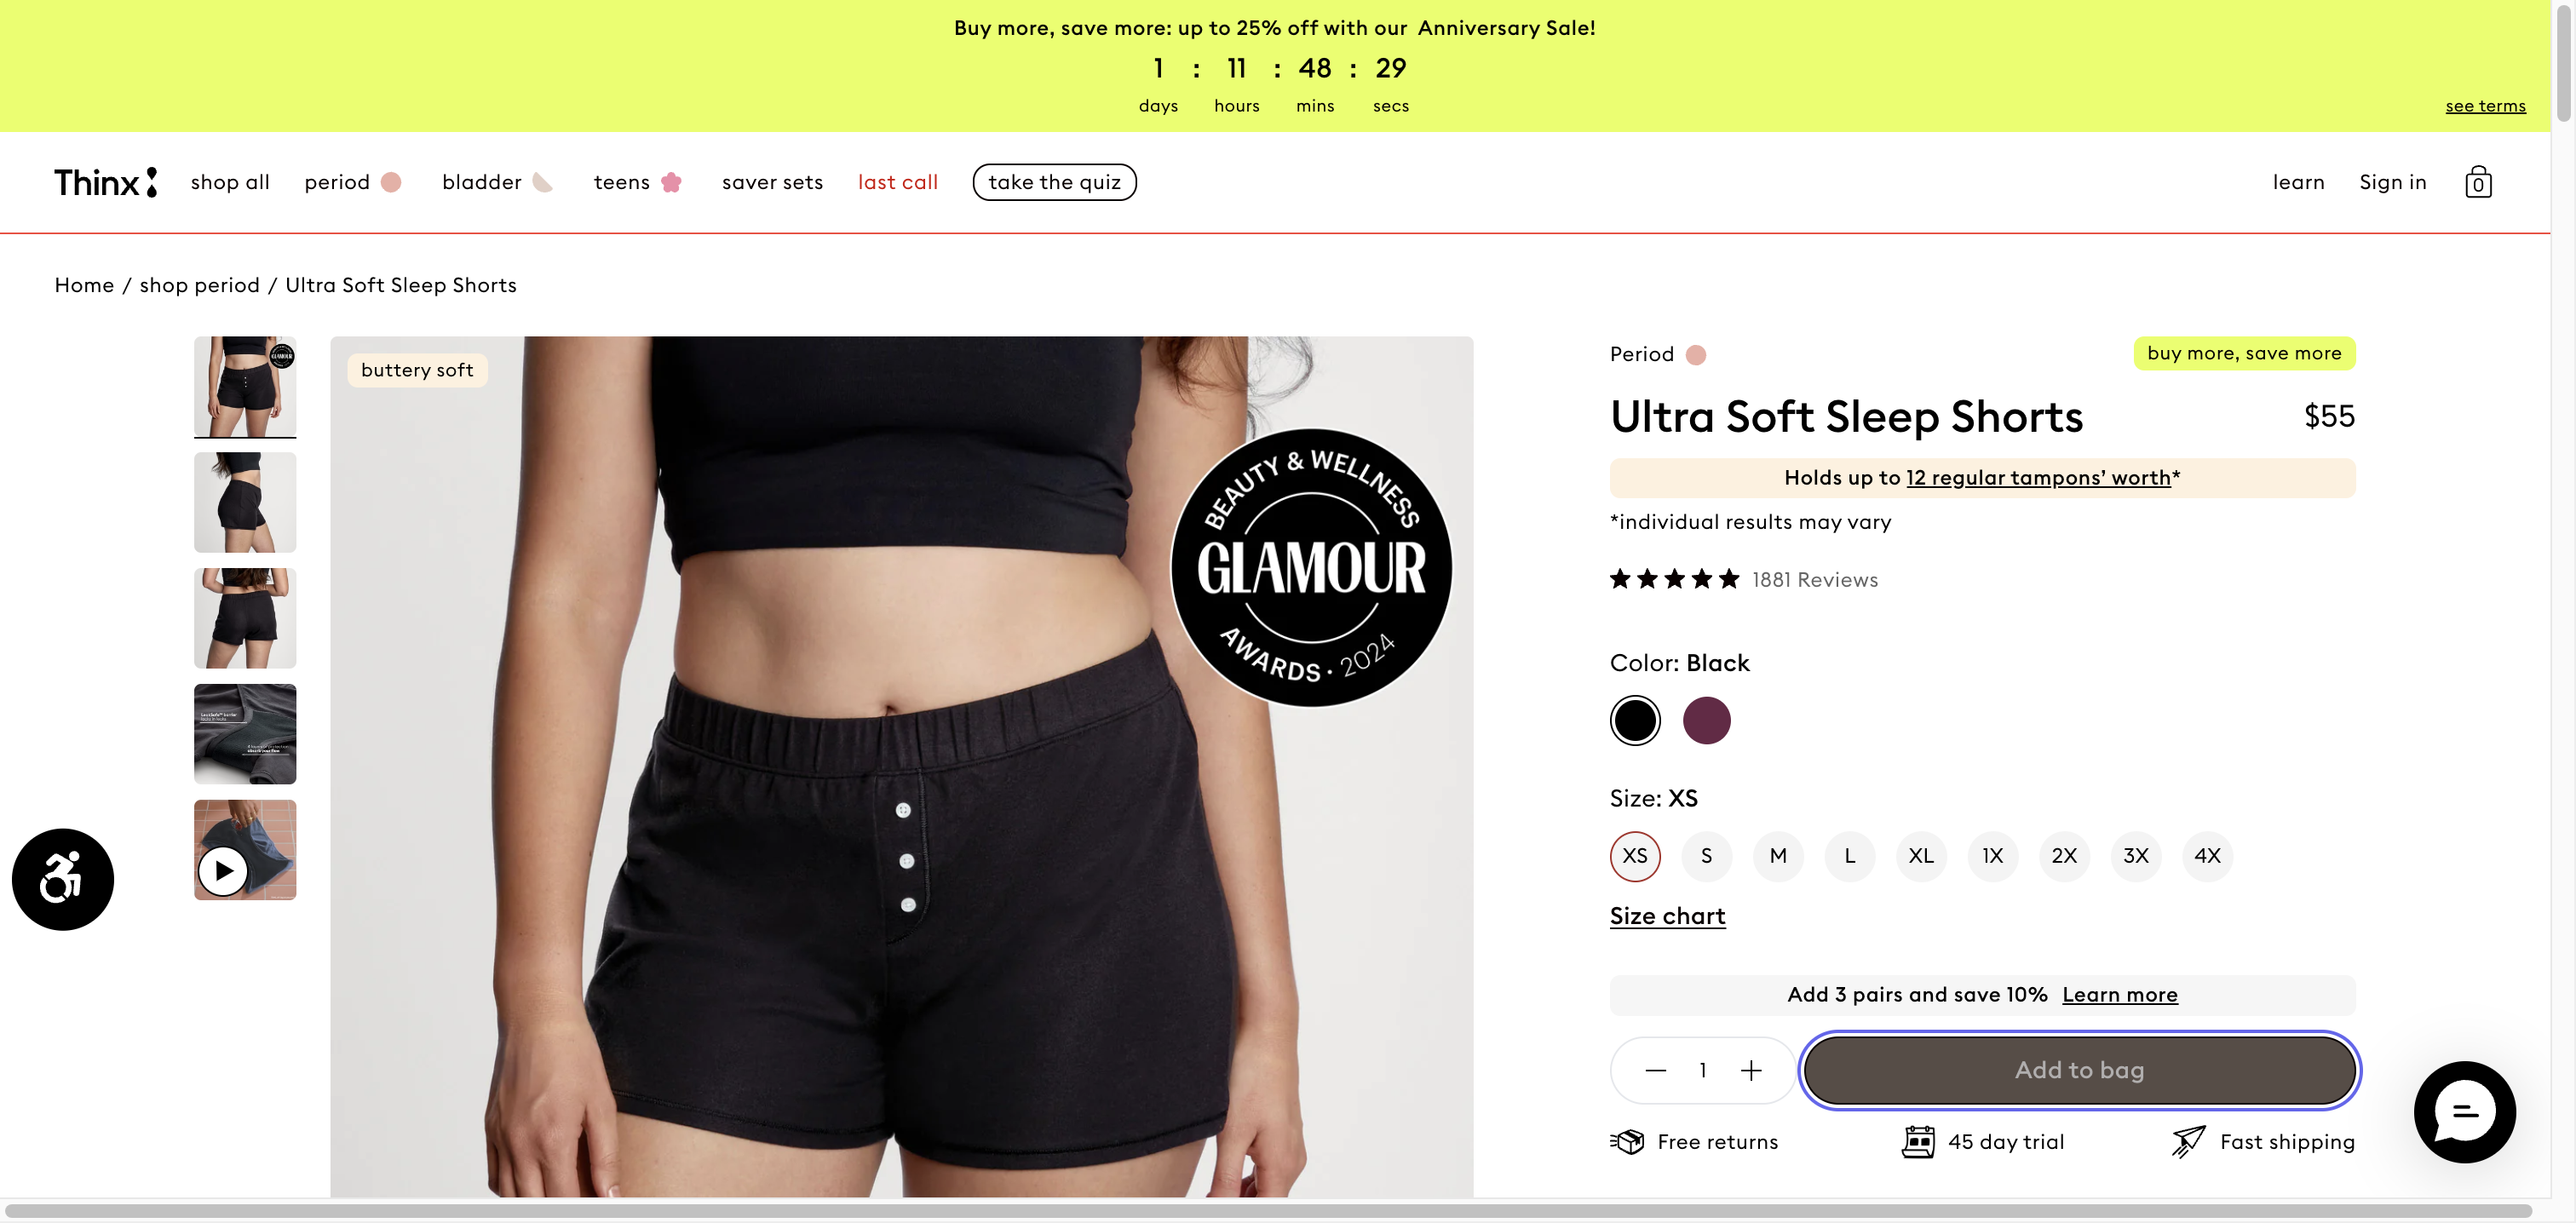 Buy more, save more: up to 25% off with our Anniversary Sale!
1 : 11 : 48 : 29
days hours mins secs
see terms
Thinx shop all period bladder teens saver sets last call take the quiz learn Sign in 0
Home / shop period / Ultra Soft Sleep Shorts
buttery soft
GLAMOUR
BEAUTY & WELLNESS
GLAMOUR
AWARDS · 2024
Period
buy more, save more
Ultra Soft Sleep Shorts $55
Holds up to 12 regular tampons’ worth*
*individual results may vary
1881 Reviews
Color: Black
Size: XS
XS S M L XL 1X 2X 3X 4X
Size chart
Add 3 pairs and save 10% Learn more
1
Add to bag
Free returns 45 day trial Fast shipping